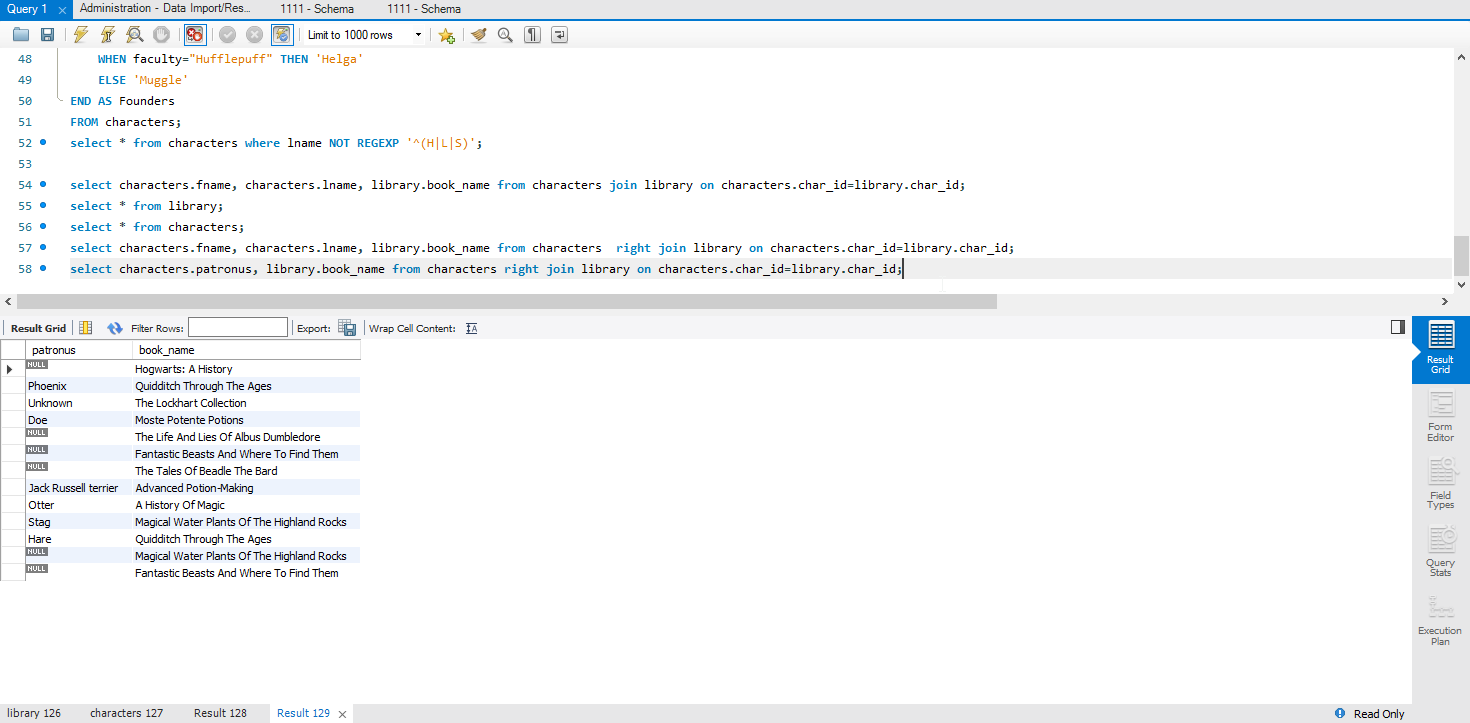 Query 1 Administration - Data Import/Res... 1111 - Schema 1111 - Schema
Limit to 1000 rows
48 WHEN faculty="Hufflepuff" THEN 'Helga'
49 ELSE 'Muggle'
50 END AS Founders
51 FROM characters;
52 select * from characters where lname NOT REGEXP '^(H|L|S)';
53
54 select characters.fname, characters.lname, library.book_name from characters join library on characters.char_id=library.char_id;
55 select * from library;
56 select * from characters;
57 select characters.fname, characters.lname, library.book_name from characters  right join library on characters.char_id=library.char_id;
58 select characters.patronus, library.book_name from characters right join library on characters.char_id=library.char_id;
Result Grid Filter Rows: Export: Wrap Cell Content:
patronus book_name
NULL Hogwarts: A History
Phoenix Quidditch Through The Ages
Unknown The Lockhart Collection
Doe Moste Potente Potions
NULL The Life And Lies Of Albus Dumbledore
NULL Fantastic Beasts And Where To Find Them
NULL The Tales Of Beadle The Bard
Jack Russell terrier Advanced Potion-Making
Otter A History Of Magic
Stag Magical Water Plants Of The Highland Rocks
Hare Quidditch Through The Ages
NULL Magical Water Plants Of The Highland Rocks
NULL Fantastic Beasts And Where To Find Them
Result
Grid
Form
Editor
Field
Types
Query
Stats
Execution
Plan
library 126 characters 127 Result 128 Result 129 Read Only